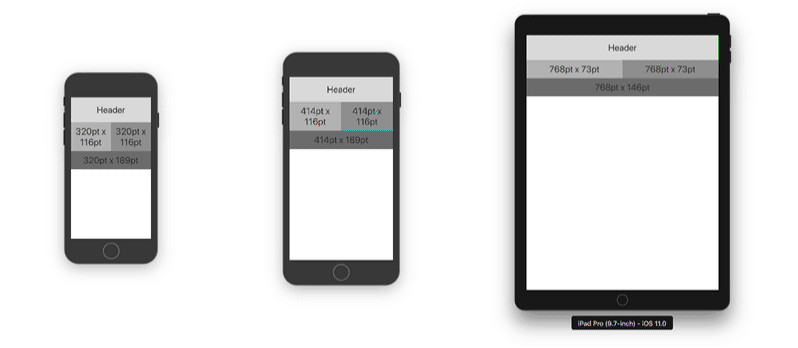 Header
320pt x
116pt
320pt x
116pt
320pt x 189pt
Header
414pt x
116pt
414pt x
116pt
414pt x 189pt
Header
768pt x 73pt
768pt x 73pt
768pt x 146pt
iPad Pro (9.7-inch) – iOS 11.0